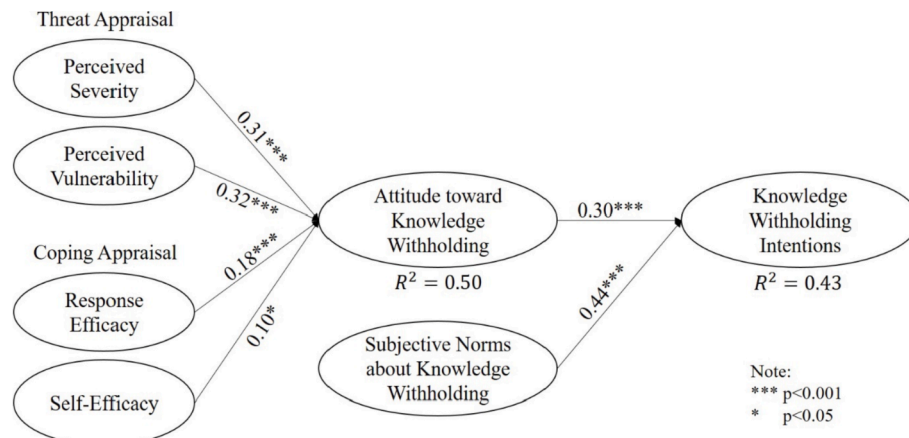 Threat Appraisal
Perceived
Severity
0.31***
Perceived
Vulnerability
0.32***
Attitude toward
Knowledge
Withholding
0.30***
Knowledge
Withholding
Intentions
Coping Appraisal
0.18***
R² = 0.50
R² = 0.43
Response
Efficacy
0.10*
0.44***
Subjective Norms
about Knowledge
Withholding
Self-Efficacy
Note:
*** p<0.001
* p<0.05